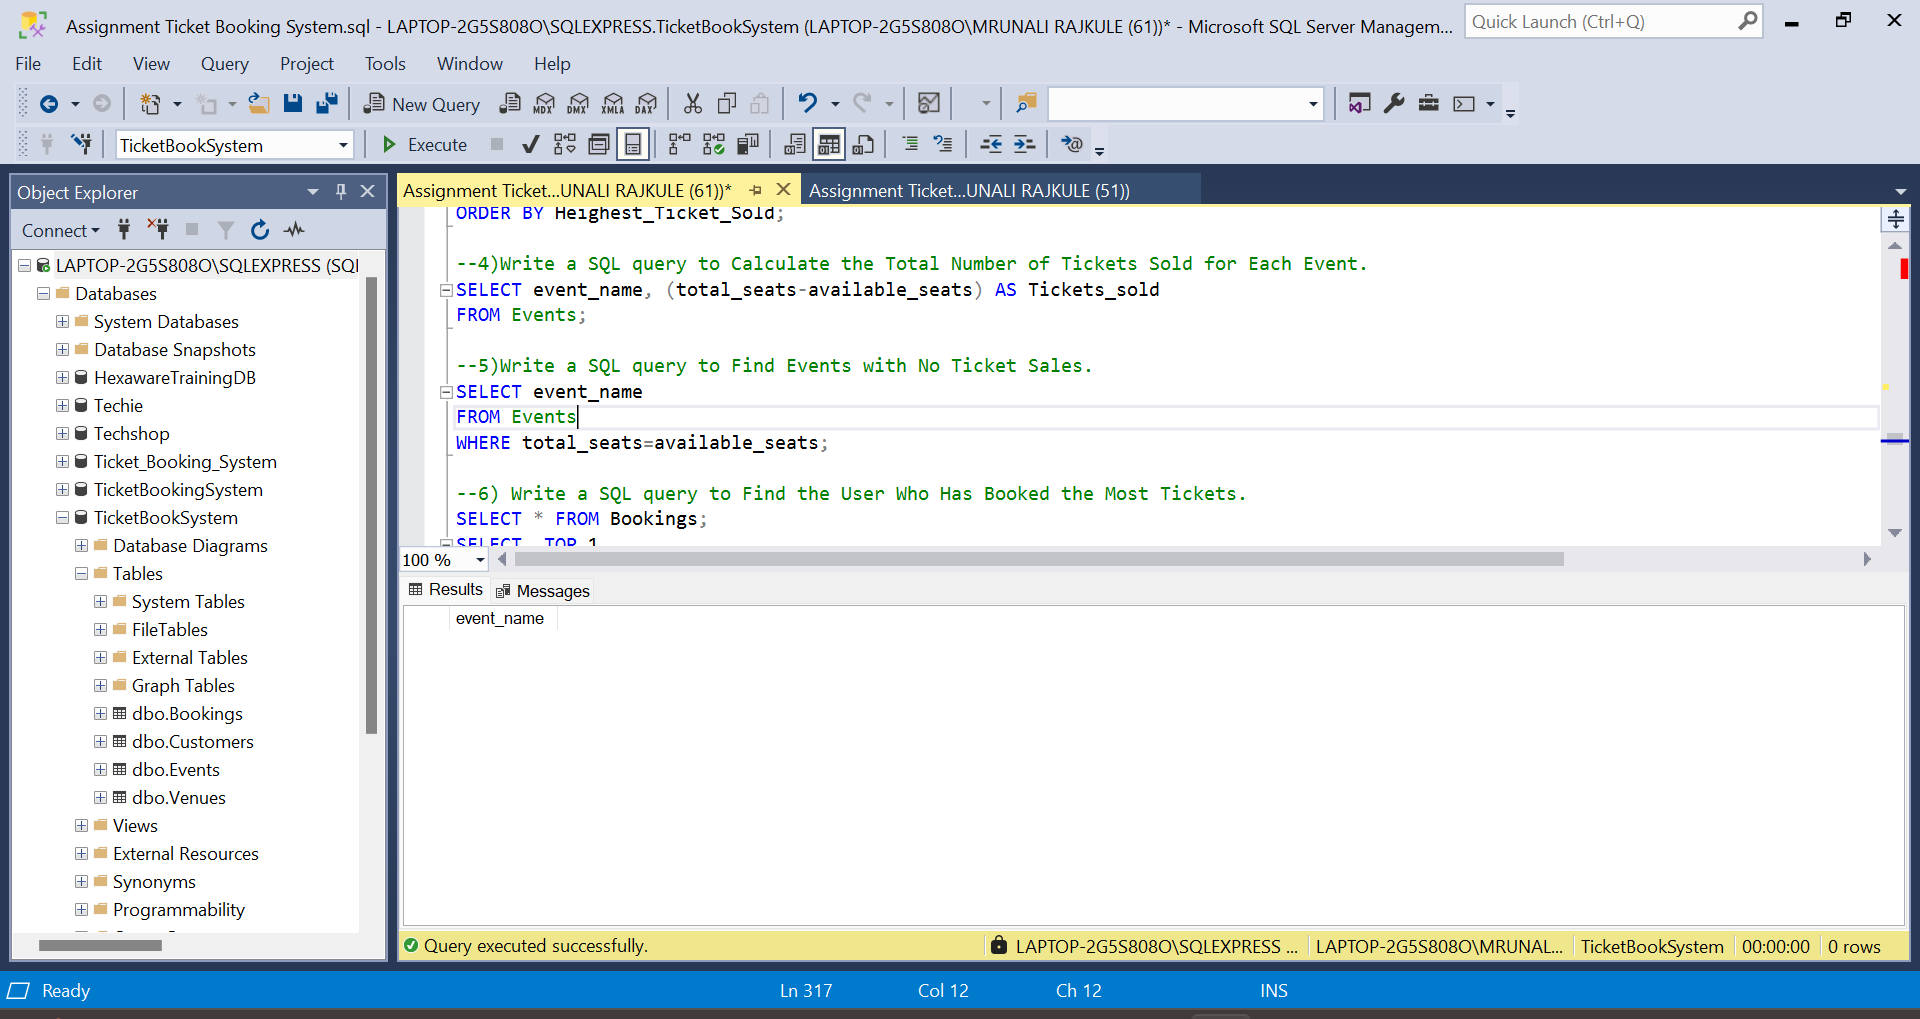 Assignment Ticket Booking System.sql - LAPTOP-2G5S808O\SQLEXPRESS.TicketBookSystem (LAPTOP-2G5S808O\MRUNALI RAJKULE (61))* - Microsoft SQL Server Managem...
Quick Launch (Ctrl+Q)
File Edit View Query Project Tools Window Help
New Query MDX DMX XMLA DAX
TicketBookSystem Execute
Object Explorer
Connect
LAPTOP-2G5S808O\SQLEXPRESS (SQL
Databases
System Databases
Database Snapshots
HexawareTrainingDB
Techie
Techshop
Ticket_Booking_System
TicketBookingSystem
TicketBookSystem
Database Diagrams
Tables
System Tables
FileTables
External Tables
Graph Tables
dbo.Bookings
dbo.Customers
dbo.Events
dbo.Venues
Views
External Resources
Synonyms
Programmability
Assignment Ticket...UNALI RAJKULE (61))* Assignment Ticket...UNALI RAJKULE (51))
ORDER BY Heighest_Ticket_Sold;
--4)Write a SQL query to Calculate the Total Number of Tickets Sold for Each Event.
SELECT event_name, (total_seats-available_seats) AS Tickets_sold
FROM Events;
--5)Write a SQL query to Find Events with No Ticket Sales.
SELECT event_name
FROM Events
WHERE total_seats=available_seats;
--6) Write a SQL query to Find the User Who Has Booked the Most Tickets.
SELECT * FROM Bookings;
SELECT TOP 1
100 %
Results Messages
event_name
Query executed successfully. LAPTOP-2G5S808O\SQLEXPRESS ... LAPTOP-2G5S808O\MRUNAL... TicketBookSystem 00:00:00 0 rows
Ready Ln 317 Col 12 Ch 12 INS